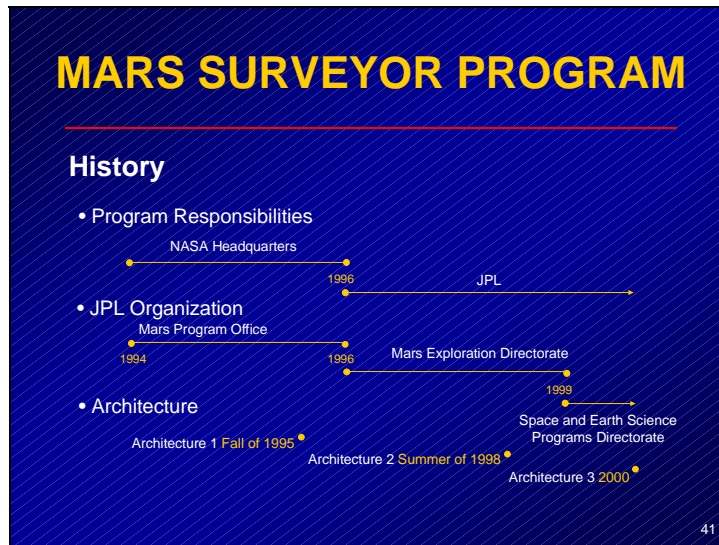 MARS SURVEYOR PROGRAM
History
• Program Responsibilities
NASA Headquarters
1996
JPL
• JPL Organization
Mars Program Office
1994
1996
Mars Exploration Directorate
1999
• Architecture
Space and Earth Science
Programs Directorate
Architecture 1 Fall of 1995
Architecture 2 Summer of 1998
Architecture 3 2000
41